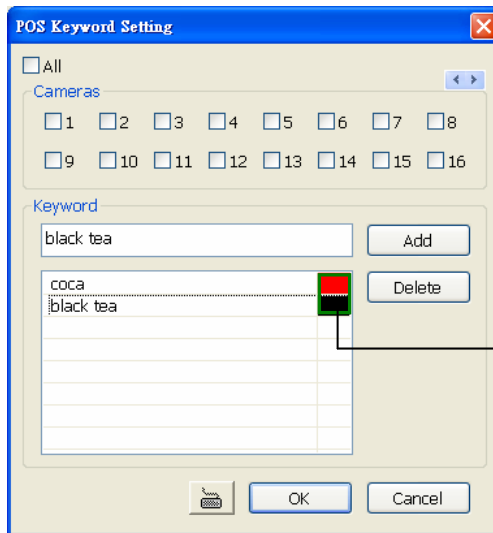 POS Keyword Setting
All
Cameras
1 2 3 4 5 6 7 8
9 10 11 12 13 14 15 16
Keyword
black tea
Add
coca
Delete
black tea
OK
Cancel